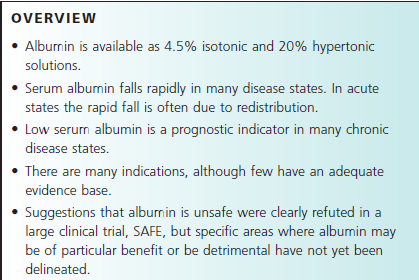 OVERVIEW
• Albumin is available as 4.5% isotonic and 20% hypertonic
solutions.
• Serum albumin falls rapidly in many disease states. In acute
states the rapid fall is often due to redistribution.
• Low serum albumin is a prognostic indicator in many chronic
disease states.
• There are many indications, although few have an adequate
evidence base.
• Suggestions that albumin is unsafe were clearly refuted in a
large clinical trial, SAFE, but specific areas where albumin may
be of particular benefit or be detrimental have not yet been
delineated.